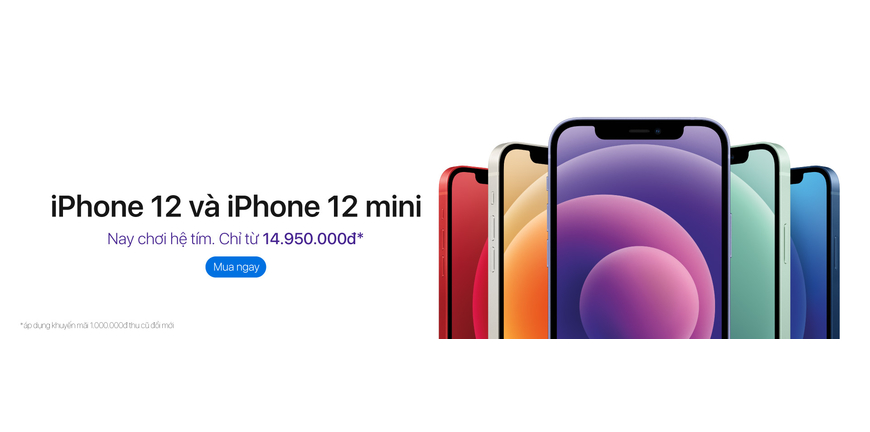 iPhone 12 và iPhone 12 mini
Nay chơi hệ tím. Chỉ từ 14.950.000đ*
Mua ngay
*áp dụng khuyến mãi 1.000.000đ thu cũ đổi mới